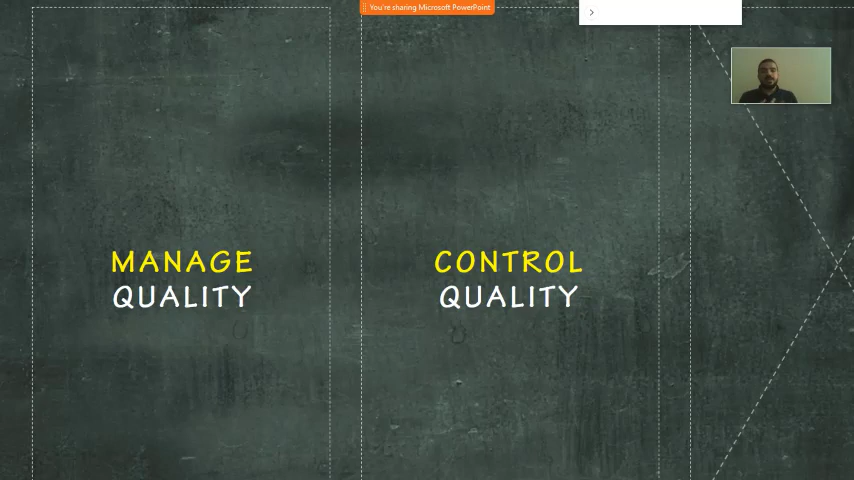 You're sharing Microsoft PowerPoint
MANAGE
QUALITY
CONTROL
QUALITY